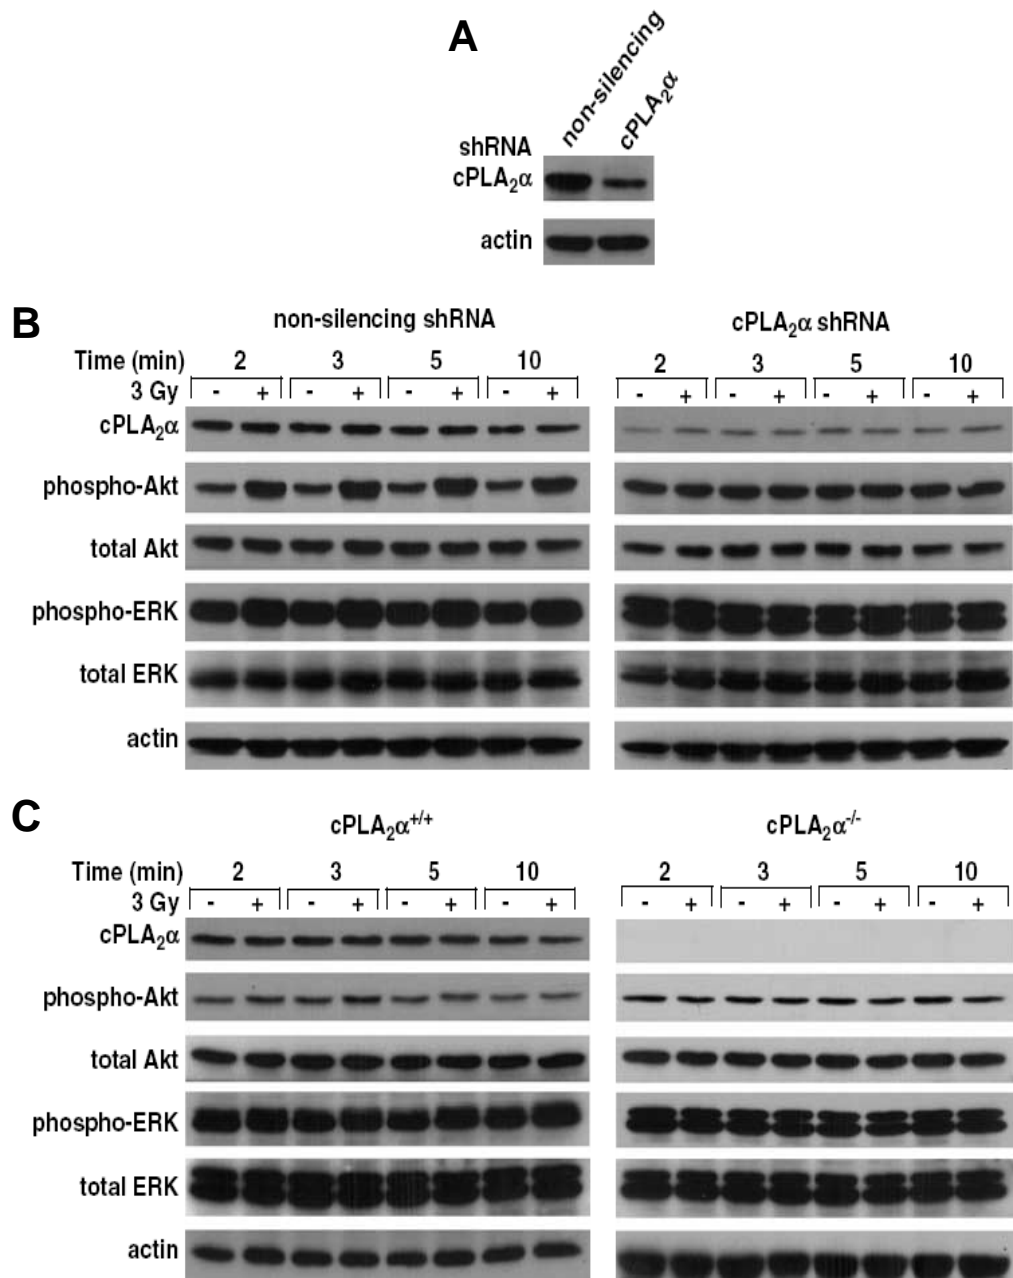 A
non-silencing
cPLA₂α
shRNA
cPLA₂α
actin
B
non-silencing shRNA
cPLA₂α shRNA
Time (min) 2 3 5 10 2 3 5 10
3 Gy - + - + - + - + - + - + - + - +
cPLA₂α
phospho-Akt
total Akt
phospho-ERK
total ERK
actin
C
cPLA₂α⁺/⁺
cPLA₂α⁻/⁻
Time (min) 2 3 5 10 2 3 5 10
3 Gy - + - + - + - + - + - + - + - +
cPLA₂α
phospho-Akt
total Akt
phospho-ERK
total ERK
actin